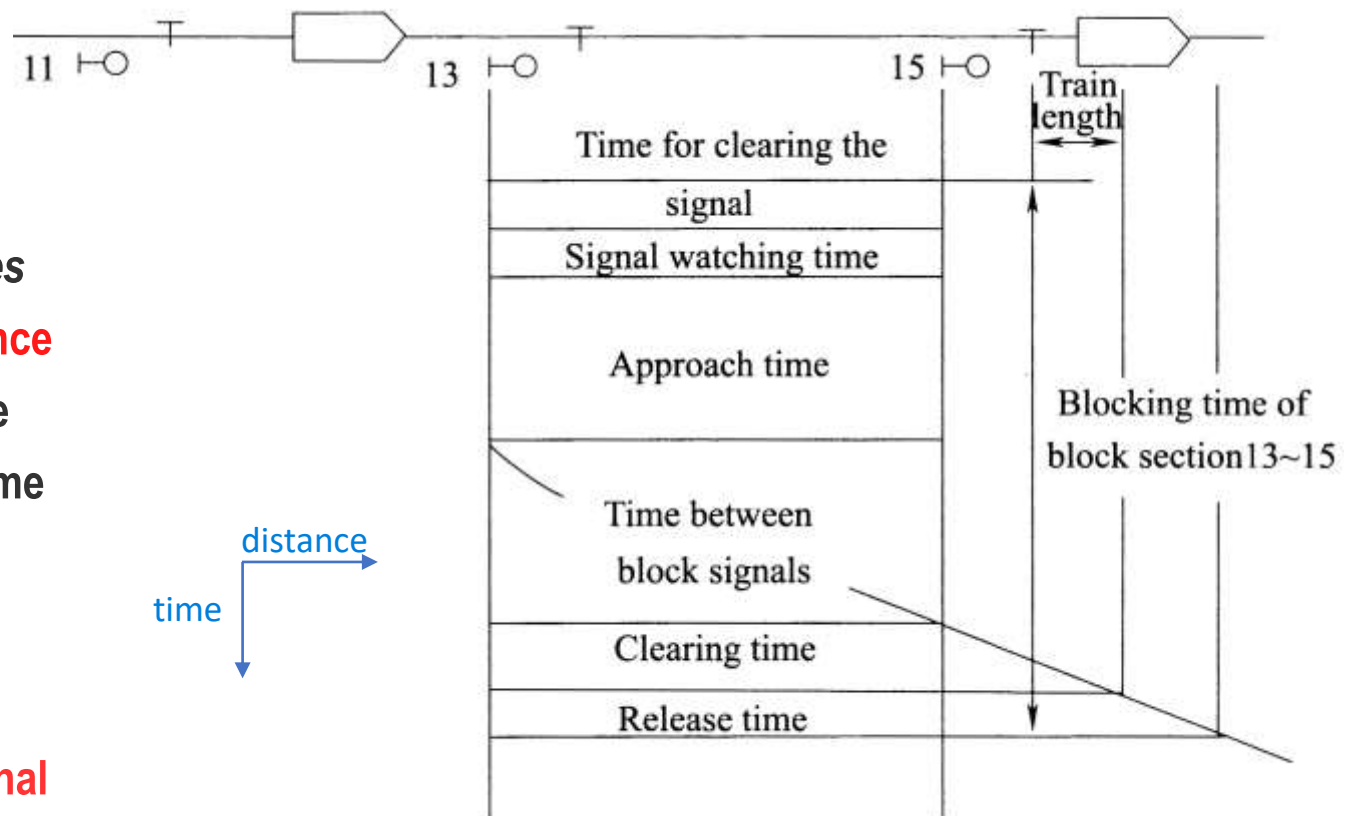 11
13
15
Train
length
Time for clearing the
signal
Signal watching time
Approach time
Blocking time of
block section13~15
Time between
block signals
Clearing time
Release time
distance
time
es
nce
e
me
nal